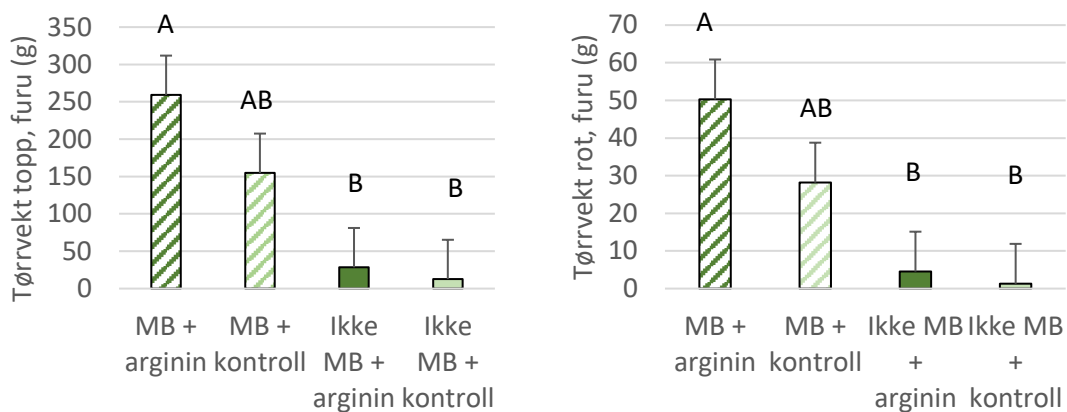 Tørrvekt topp, furu (g)
350
300
250
200
150
100
50
0
A
AB
B
B
MB + MB + Ikke Ikke
arginin kontroll MB + MB +
arginin kontroll
Tørrvekt rot, furu (g)
70
60
50
40
30
20
10
0
A
AB
B
B
MB + MB + Ikke MB Ikke MB
arginin kontroll + +
arginin kontroll